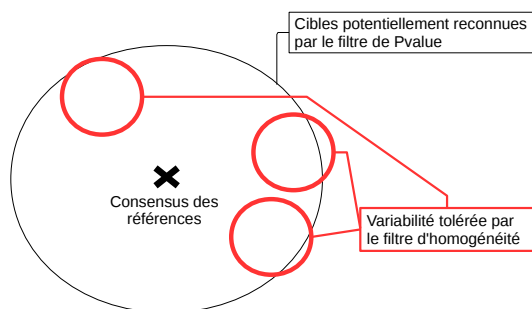 Cibles potentiellement reconnues
par le filtre de Pvalue
Consensus des
références
Variabilité tolérée par
le filtre d'homogénéité